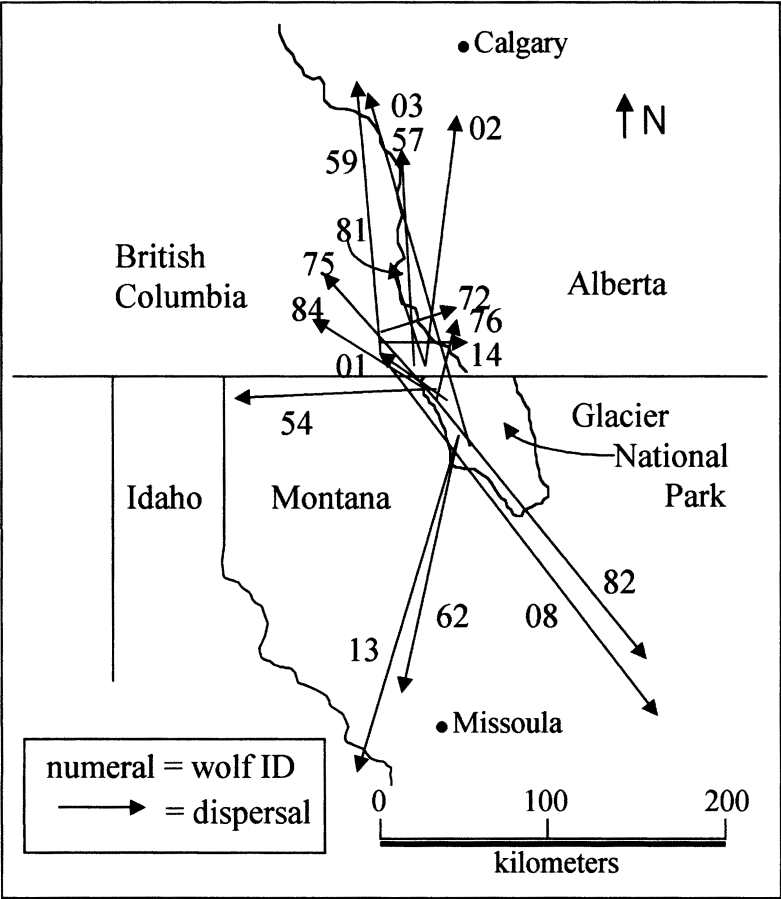 Calgary
03
02
N
57
59
81
British
Columbia
75
72
Alberta
84
76
14
01
54
Glacier
National
Park
Idaho
Montana
82
62
08
13
Missoula
numeral = wolf ID
= dispersal
0
100
200
kilometers